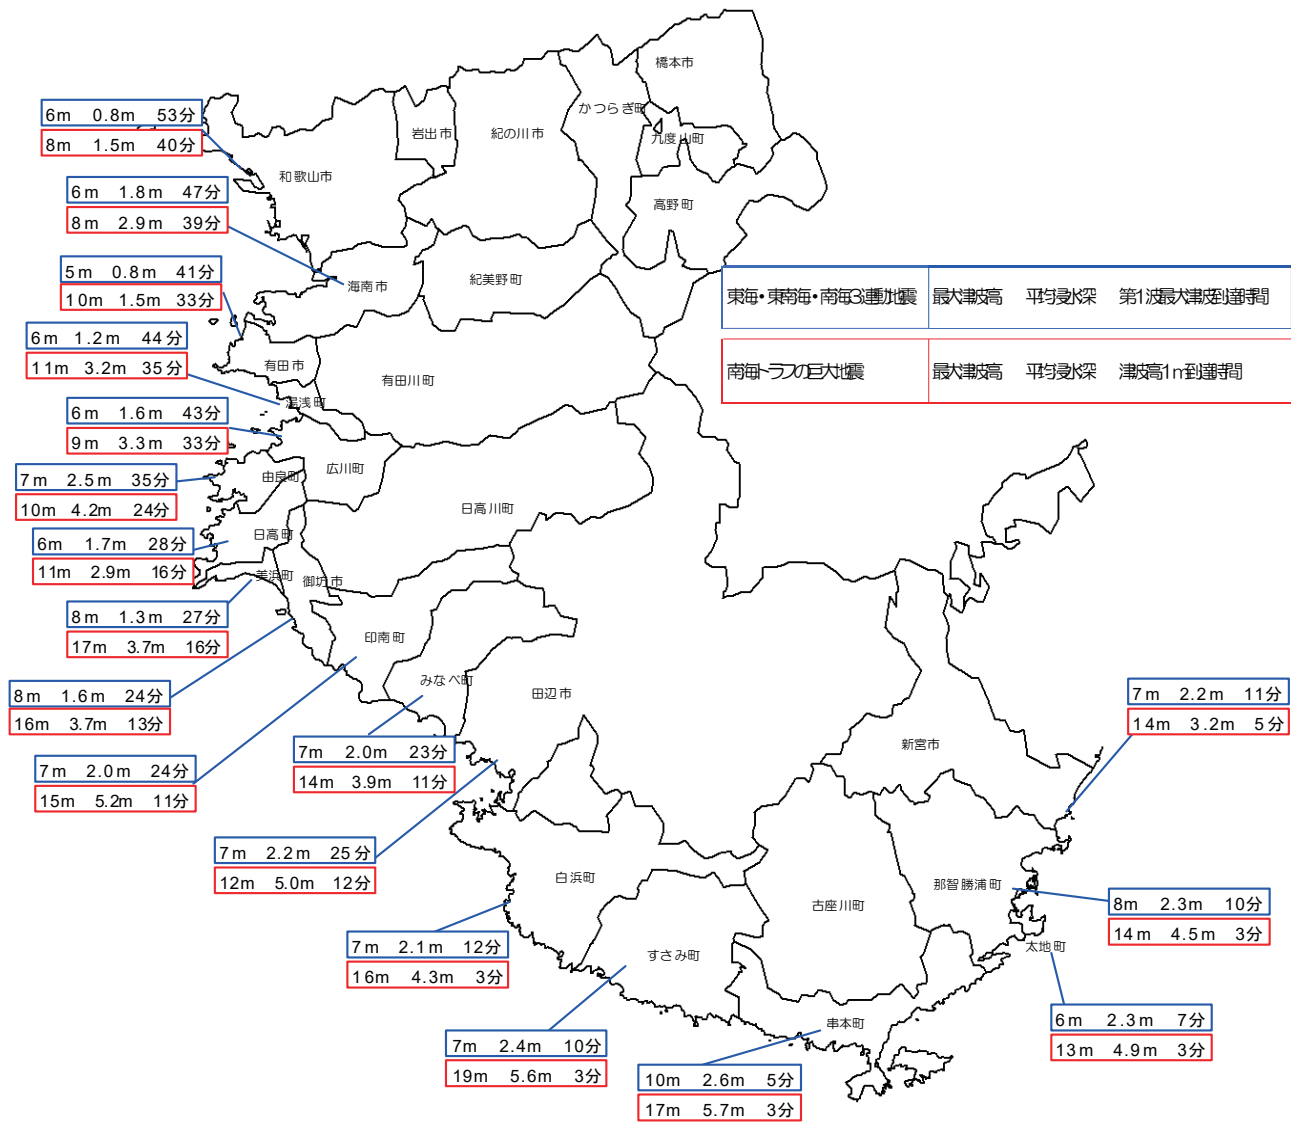 橋本市
かつらぎ町
6m 0.8m 53分
岩出市
紀の川市
九度山町
8m 1.5m 40分
和歌山市
6m 1.8m 47分
高野町
8m 2.9m 39分
5m 0.8m 41分
海南市
紀美野町
10m 1.5m 33分
東海・東南海・南海3連動地震 最大津波高 平均浸水深 第1波最大津波到達時間
6m 1.2m 44分
11m 3.2m 35分
有田市
有田川町
南海トラフの巨大地震 最大津波高 平均浸水深 津波高1m到達時間
湯浅町
6m 1.6m 43分
9m 3.3m 33分
広川町
7m 2.5m 35分
由良町
10m 4.2m 24分
日高川町
6m 1.7m 28分
日高町
11m 2.9m 16分
美浜町
御坊市
8m 1.3m 27分
17m 3.7m 16分
印南町
みなべ町
田辺市
8m 1.6m 24分
16m 3.7m 13分
7m 2.2m 11分
14m 3.2m 5分
新宮市
7m 2.0m 23分
14m 3.9m 11分
7m 2.0m 24分
15m 5.2m 11分
7m 2.2m 25分
12m 5.0m 12分
白浜町
那智勝浦町
古座川町
8m 2.3m 10分
14m 4.5m 3分
7m 2.1m 12分
16m 4.3m 3分
すさみ町
太地町
6m 2.3m 7分
13m 4.9m 3分
串本町
7m 2.4m 10分
19m 5.6m 3分
10m 2.6m 5分
17m 5.7m 3分